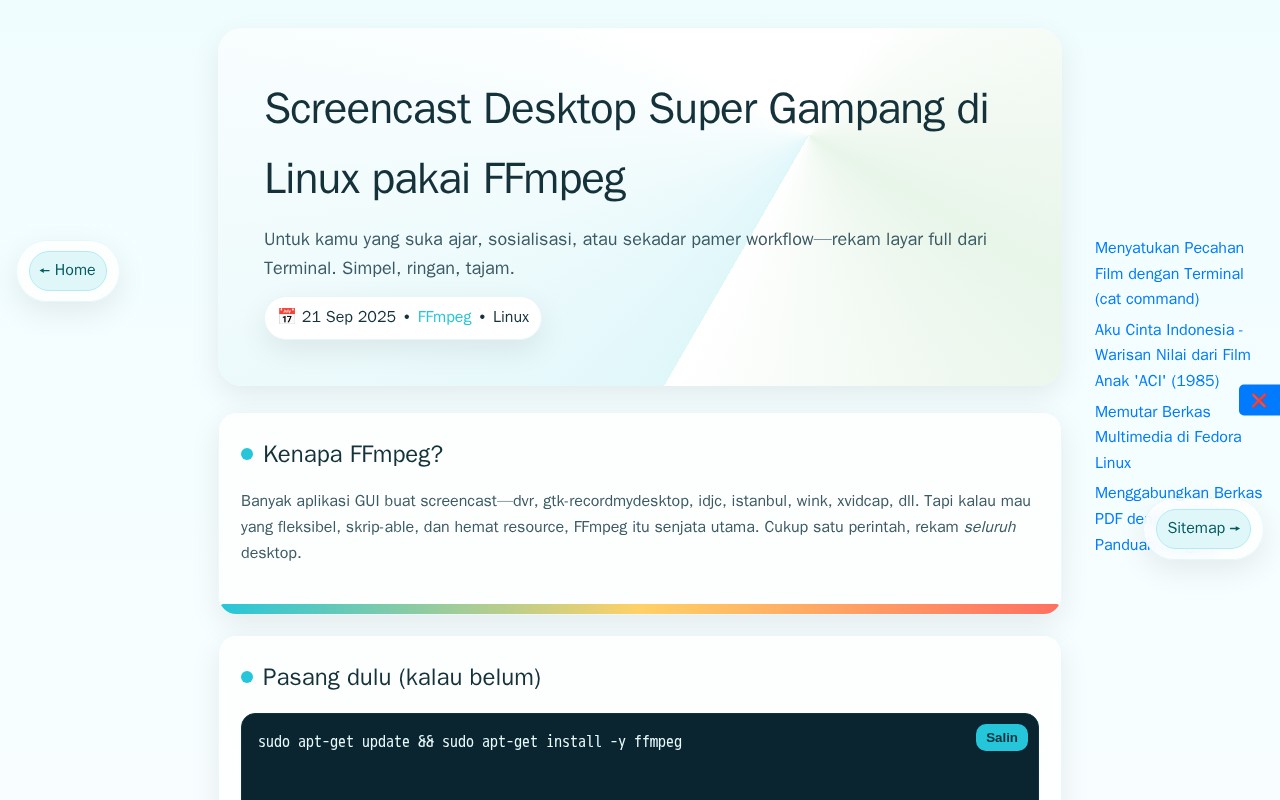 Screencast Desktop Super Gampang di
Linux pakai FFmpeg
Untuk kamu yang suka ajar, sosialisasi, atau sekadar pamer workflow—rekam layar full dari
Terminal. Simpel, ringan, tajam.
📅 21 Sep 2025 • FFmpeg • Linux
← Home
Menyatukan Pecahan
Film dengan Terminal
(cat command)
Aku Cinta Indonesia -
Warisan Nilai dari Film
Anak 'ACI' (1985)
Memutar Berkas
Multimedia di Fedora
Linux
Menggabungkan Berkas
PDF
Sitemap →
Kenapa FFmpeg?
Banyak aplikasi GUI buat screencast—dvr, gtk-recordmydesktop, idjc, istanbul, wink, xvidcap, dll. Tapi kalau mau
yang fleksibel, skrip-able, dan hemat resource, FFmpeg itu senjata utama. Cukup satu perintah, rekam seluruh
desktop.
Pasang dulu (kalau belum)
sudo apt-get update && sudo apt-get install -y ffmpeg
Salin